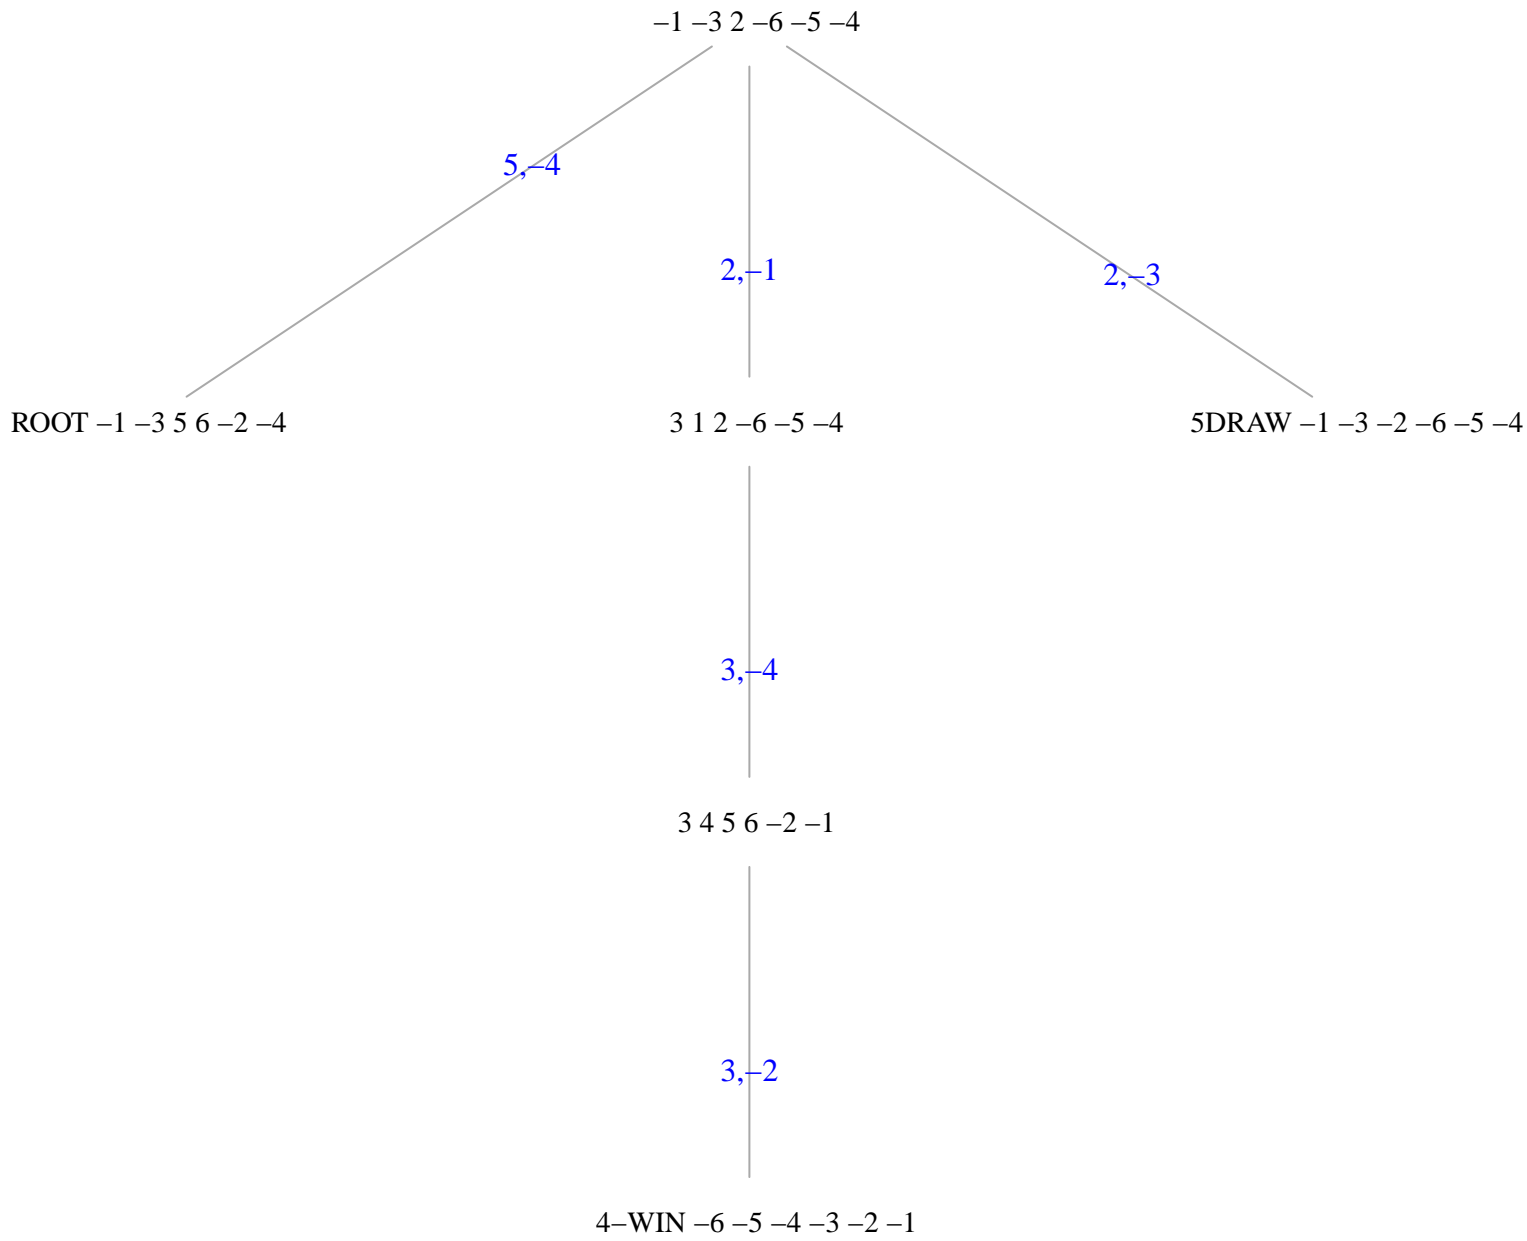 –1 –3 2 –6 –5 –4
5,–4
2,–1
2,–3
ROOT –1 –3 5 6 –2 –4
3 1 2 –6 –5 –4
5DRAW –1 –3 –2 –6 –5 –4
3,–4
3 4 5 6 –2 –1
3,–2
4–WIN –6 –5 –4 –3 –2 –1